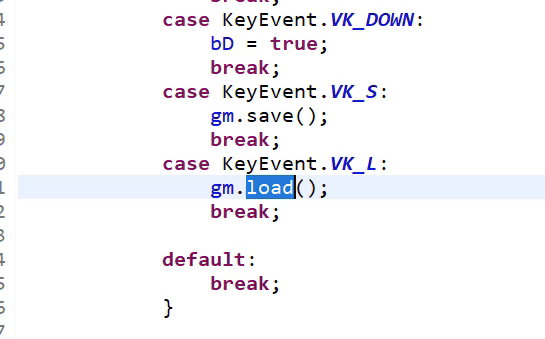 case KeyEvent.VK_DOWN:
bD = true;
break;
case KeyEvent.VK_S:
gm.save();
break;
case KeyEvent.VK_L:
gm.load();
break;
default:
break;
}